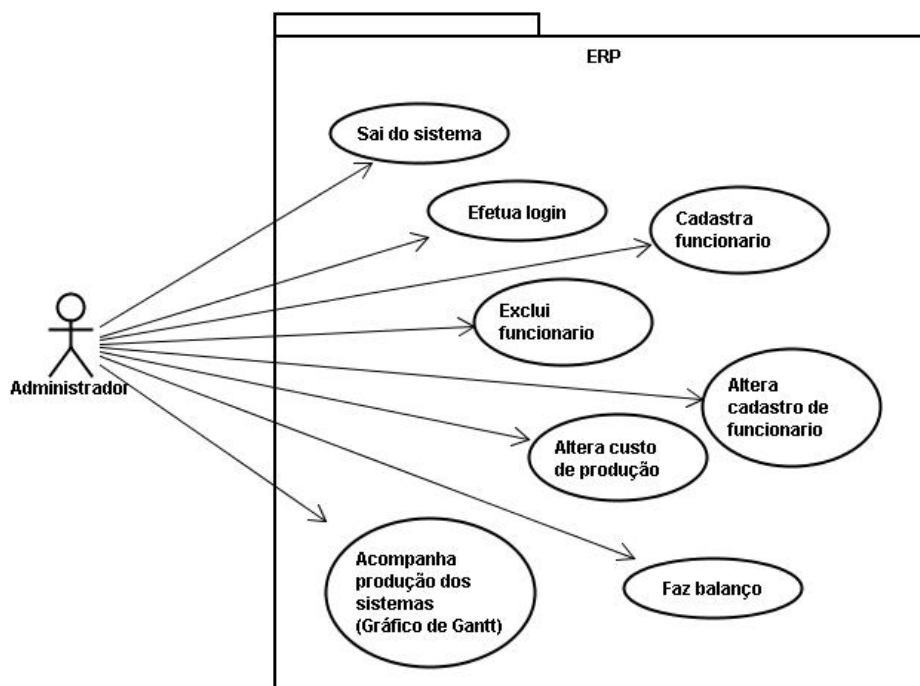 ERP
Sai do sistema
Efetua login
Cadastra
funcionario
Exclui
funcionario
Administrador
Altera
cadastro de
funcionario
Altera custo
de produção
Acompanha
produção dos
sistemas
(Gráfico de Gantt)
Faz balanço